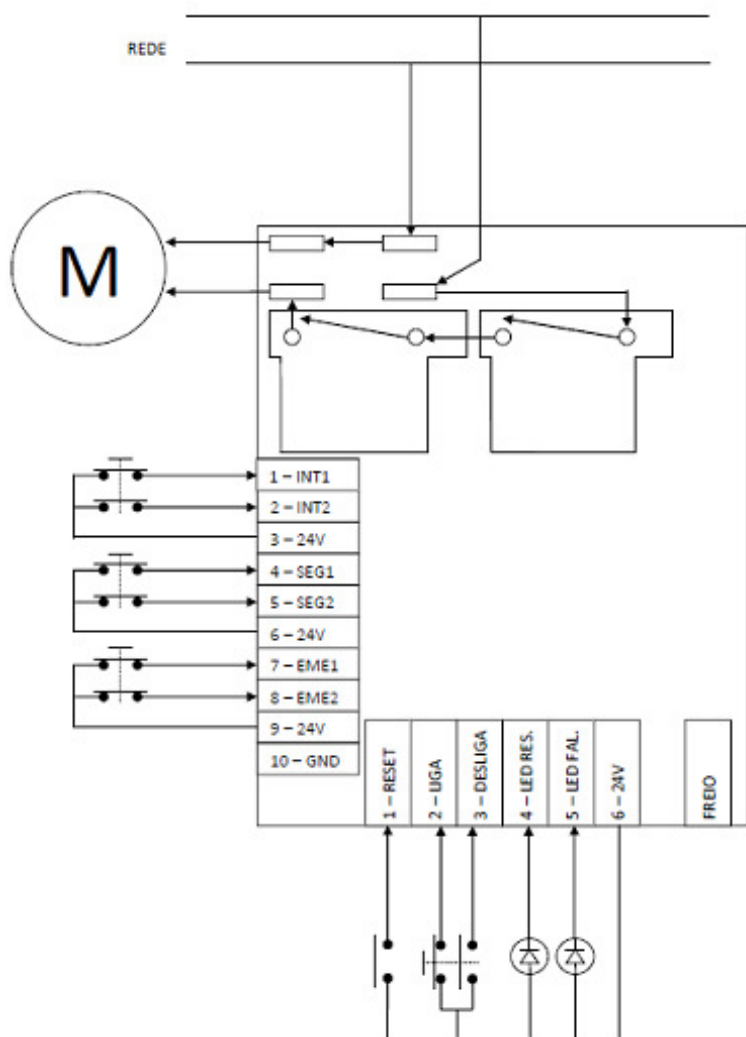 REDE
M
1 – INT1
2 – INT2
3 – 24V
4 – SEG1
5 – SEG2
6 – 24V
7 – EME1
8 – EME2
9 – 24V
10 – GND
1 – RESET
2 – LIGA
3 – DESLIGA
4 – LED RES.
5 – LED FAL.
6 – 24V
FREIO